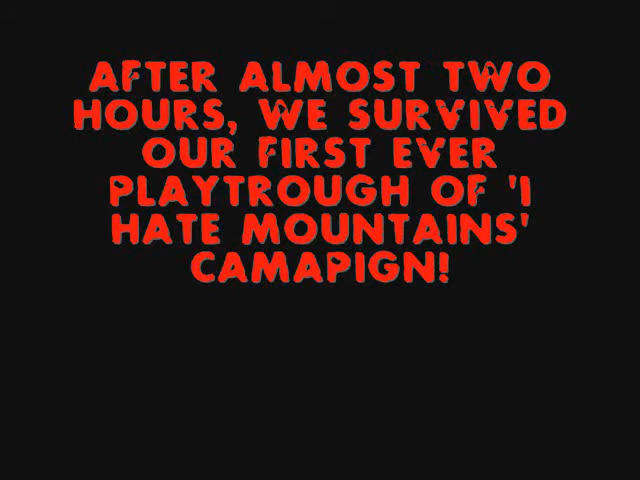 AFTER ALMOST TWO
HOURS, WE SURVIVED
OUR FIRST EVER
PLAYTROUGH OF 'I
HATE MOUNTAINS'
CAMAPIGN!